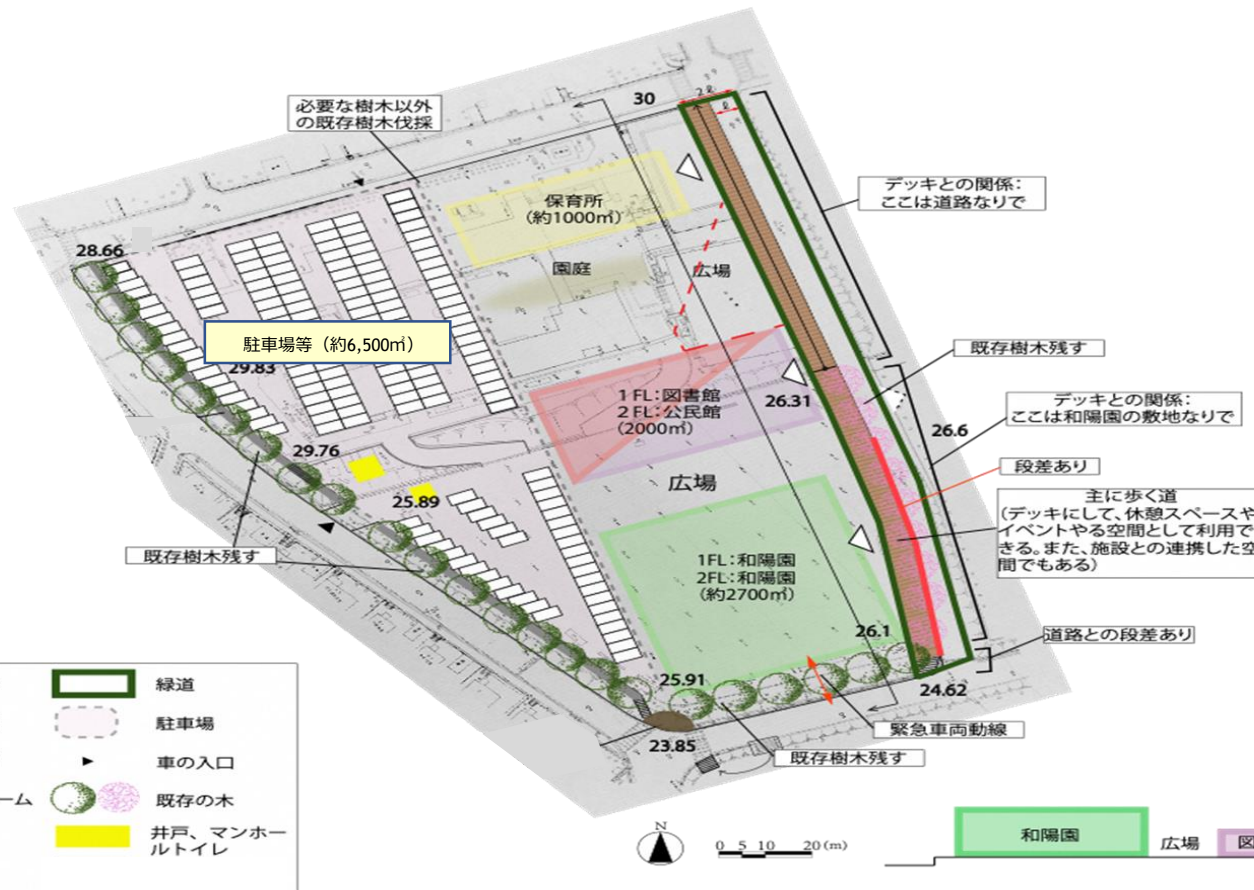 30
2ℓ
ℓ
必要な樹木以外
の既存樹木伐採
デッキとの関係：
ここは道路なりで
保育所
（約1000㎡）
28.66
園庭
広場
駐車場等（約6,500㎡）
29.83
既存樹木残す
1 FL：図書館
2 FL：公民館
(2000㎡)
26.31
デッキとの関係：
ここは和陽園の敷地なりで
26.6
29.76
段差あり
広場
25.89
主に歩く道
（デッキにして、休憩スペースや
イベントやる空間として利用で
きる。また、施設との連携した空
間でもある）
既存樹木残す
1FL：和陽園
2FL：和陽園
(約2700㎡)
26.1
道路との段差あり
25.91
24.62
緊急車両動線
23.85
既存樹木残す
緑道
駐車場
車の入口
ーム
既存の木
井戸、マンホー
ルトイレ
N
0 5 10 20 (m)
和陽園
広場
図